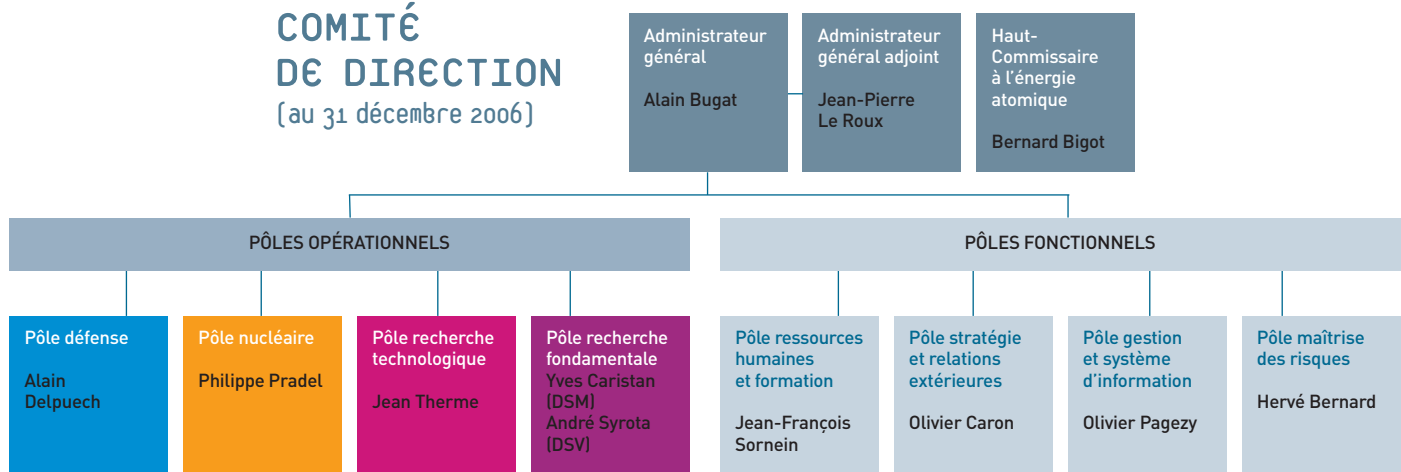 COMITÉ
DE DIRECTION
(au 31 décembre 2006)
Administrateur
général
Alain Bugat
Administrateur
général adjoint
Jean-Pierre
Le Roux
Haut-
Commissaire
à l'énergie
atomique
Bernard Bigot
PÔLES OPÉRATIONNELS
PÔLES FONCTIONNELS
Pôle défense
Alain
Delpuech
Pôle nucléaire
Philippe Pradel
Pôle recherche
technologique
Jean Therme
Pôle recherche
fondamentale
Yves Caristan
(DSM)
André Syrota
(DSV)
Pôle ressources
humaines
et formation
Jean-François
Sornein
Pôle stratégie
et relations
extérieures
Olivier Caron
Pôle gestion
et système
d'information
Olivier Pagezy
Pôle maîtrise
des risques
Hervé Bernard